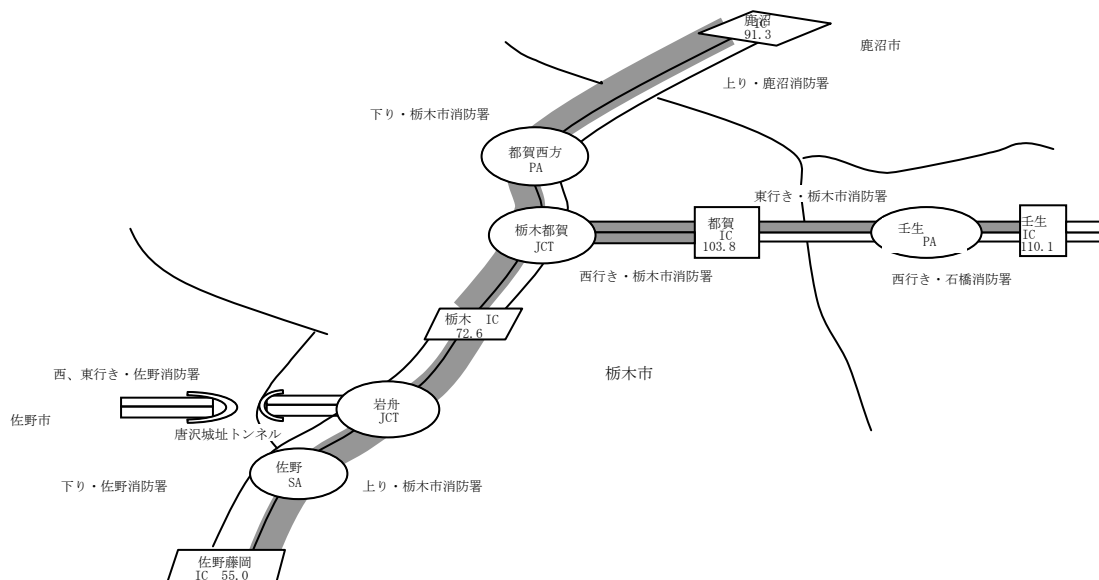 鹿沼
IC
91.3
鹿沼市
上り・鹿沼消防署
下り・栃木市消防署
都賀西方
PA
東行き・栃木市消防署
栃木都賀
JCT
都賀
IC
103.8
壬生
PA
壬生
IC
110.1
西行き・栃木市消防署
西行き・石橋消防署
栃木 IC
72.6
西、東行き・佐野消防署
栃木市
佐野市
岩舟
JCT
唐沢城址トンネル
佐野
SA
下り・佐野消防署
上り・栃木市消防署
佐野藤岡
IC 55.0